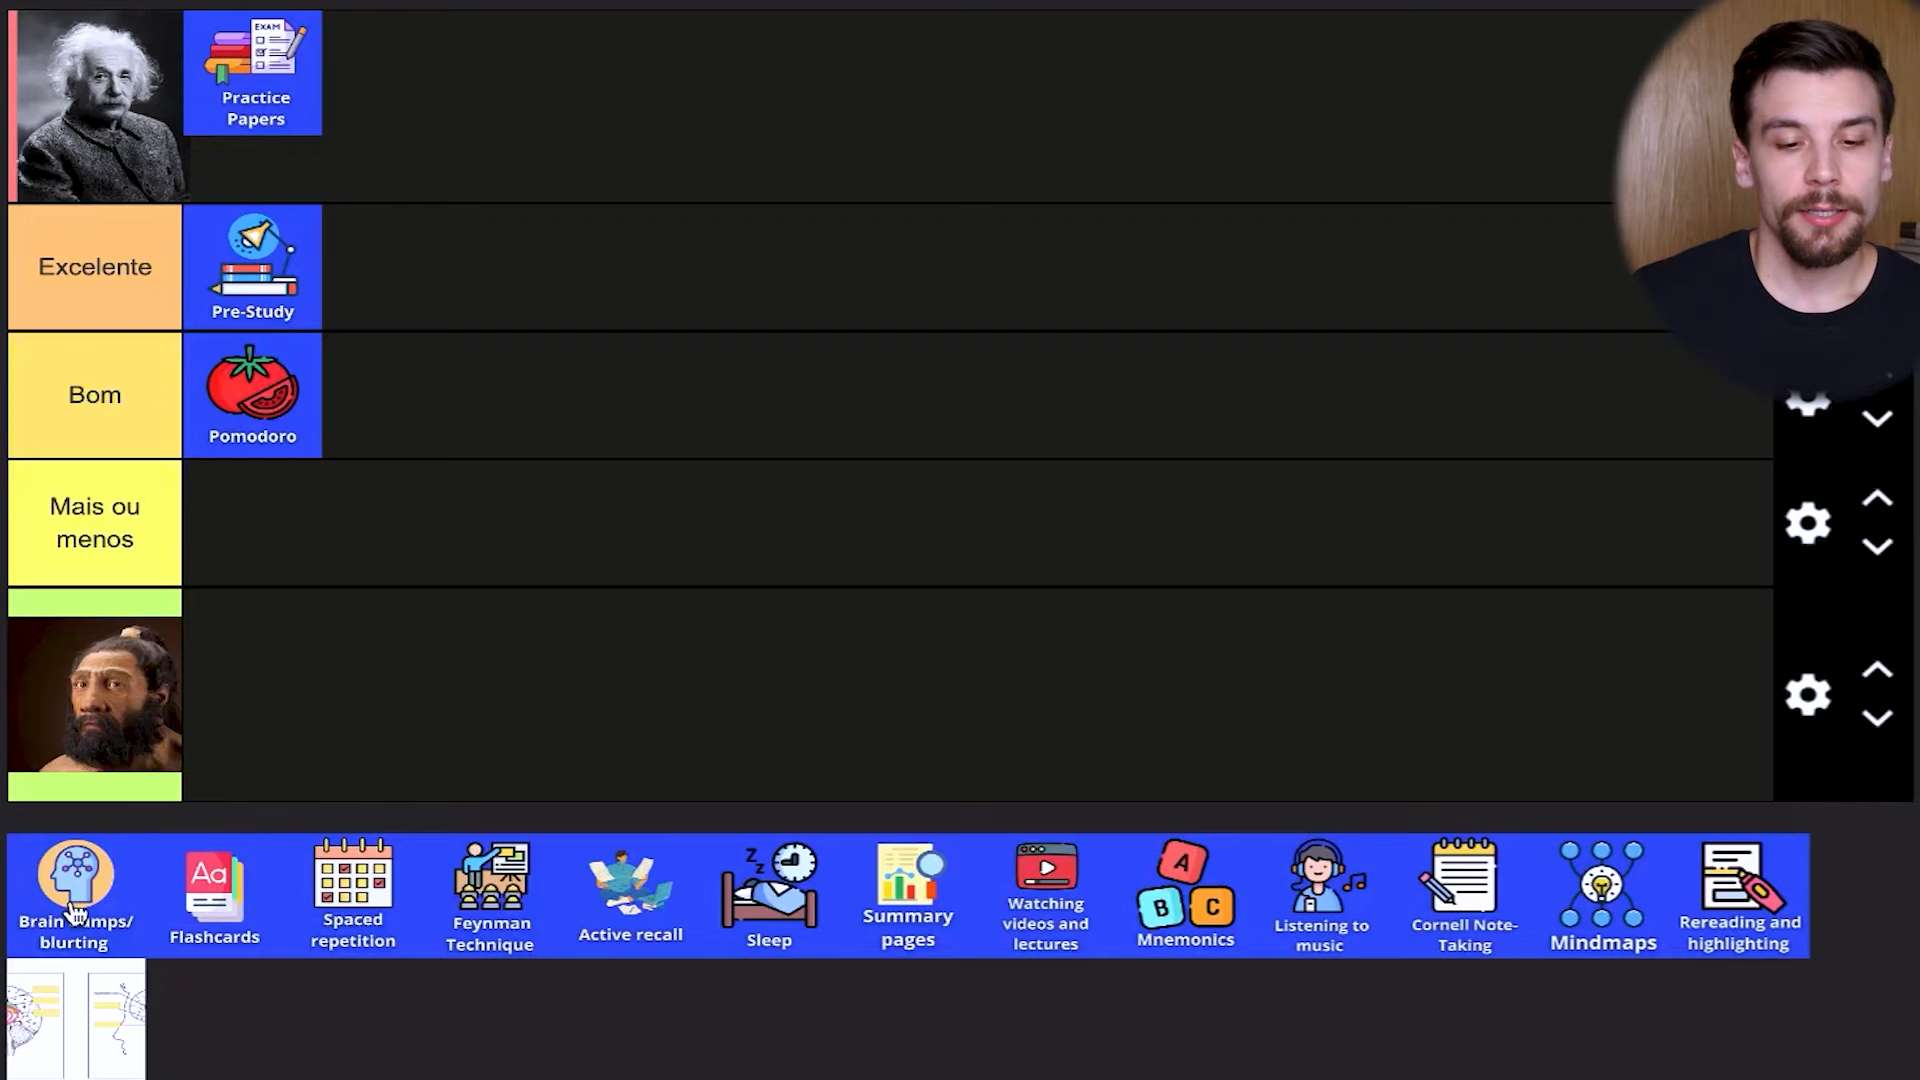 EXAM
Practice
Papers
Excelente
Pre-Study
Bom
Pomodoro
Mais ou
menos
Brain
blurting
Aa
Flashcards
Spaced
repetition
Feynman
Technique
Active recall
Z
z
z
Sleep
Summary
pages
Watching
videos and
lectures
A
B
C
Mnemonics
Listening to
music
Cornell Note-
Taking
Mindmaps
Rereading and
highlighting